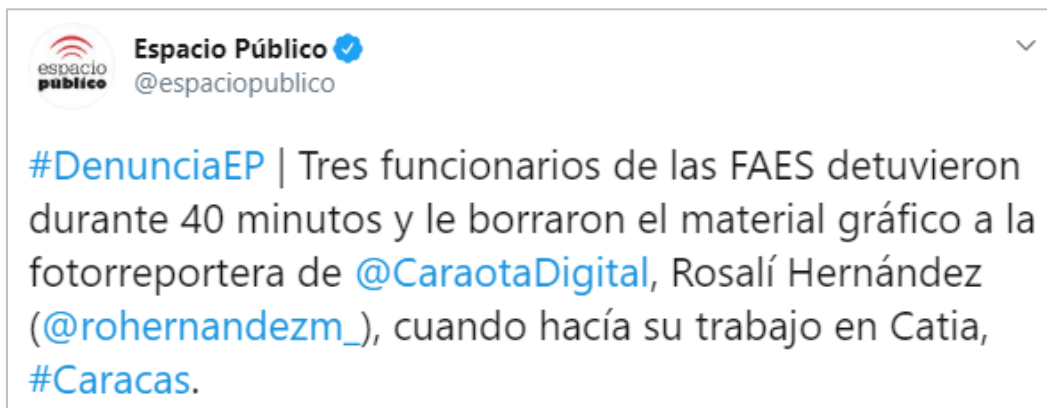 Espacio Público
espacio
público
@espaciopublico
#DenunciaEP | Tres funcionarios de las FAES detuvieron
durante 40 minutos y le borraron el material gráfico a la
fotorreportera de @CaraotaDigital, Rosalí Hernández
(@rohernandezm_), cuando hacía su trabajo en Catia,
#Caracas.